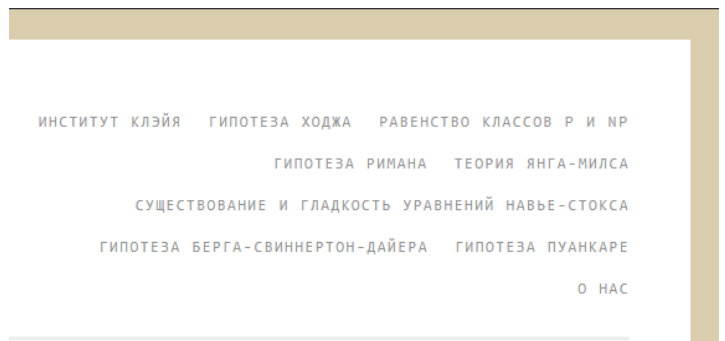 ИНСТИТУТ КЛЭЙЯ ГИПОТЕЗА ХОДЖА РАВЕНСТВО КЛАССОВ P И NP
ГИПОТЕЗА РИМАНА ТЕОРИЯ ЯНГА-МИЛСА
СУЩЕСТВОВАНИЕ И ГЛАДКОСТЬ УРАВНЕНИЙ НАВЬЕ-СТОКСА
ГИПОТЕЗА БЕРГА-СВИННЕРТОН-ДАЙЕРА ГИПОТЕЗА ПУАНКАРЕ
О НАС